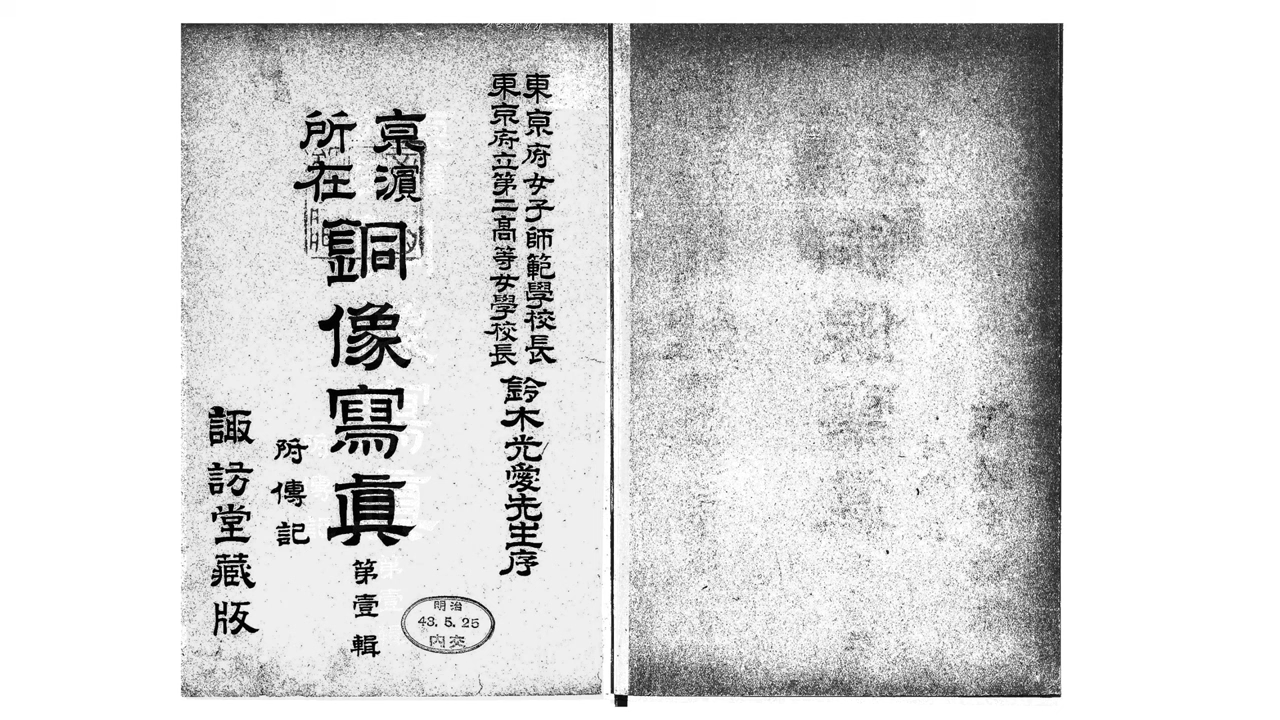 東京府女子師範學校長
東京府立第二高等女學校長
鈴木光愛先生序
京濱
所在
銅像寫眞
第壹輯
附傳記
諏訪堂藏版
明治
43. 5. 25
内交